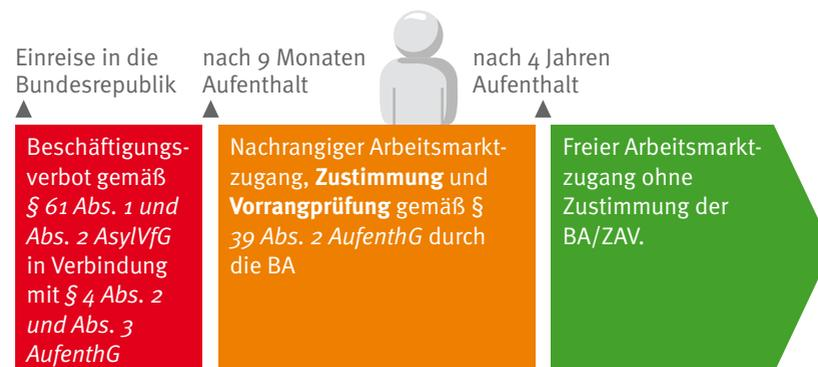 Einreise in die
Bundesrepublik
nach 9 Monaten
Aufenthalt
nach 4 Jahren
Aufenthalt
Beschäftigungs-
verbot gemäß
§ 61 Abs. 1 und
Abs. 2 AsylVfG
in Verbindung
mit § 4 Abs. 2
und Abs. 3
AufenthG
Nachrangiger Arbeitsmarkt-
zugang, Zustimmung und
Vorrangprüfung gemäß §
39 Abs. 2 AufenthG durch
die BA
Freier Arbeitsmarkt-
zugang ohne
Zustimmung der
BA/ZAV.